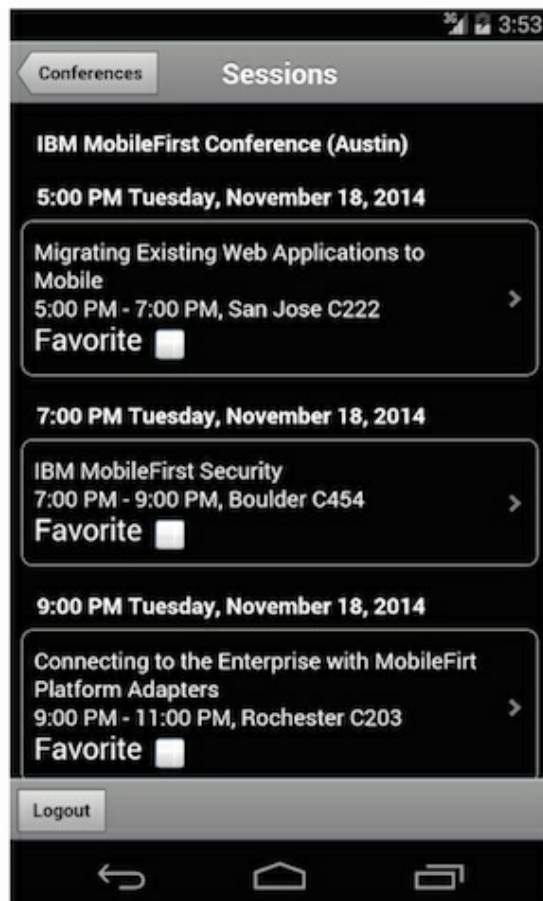 3G 3:53
Conferences Sessions
IBM MobileFirst Conference (Austin)
5:00 PM Tuesday, November 18, 2014
Migrating Existing Web Applications to
Mobile
5:00 PM - 7:00 PM, San Jose C222
Favorite
7:00 PM Tuesday, November 18, 2014
IBM MobileFirst Security
7:00 PM - 9:00 PM, Boulder C454
Favorite
9:00 PM Tuesday, November 18, 2014
Connecting to the Enterprise with MobileFirt
Platform Adapters
9:00 PM - 11:00 PM, Rochester C203
Favorite
Logout